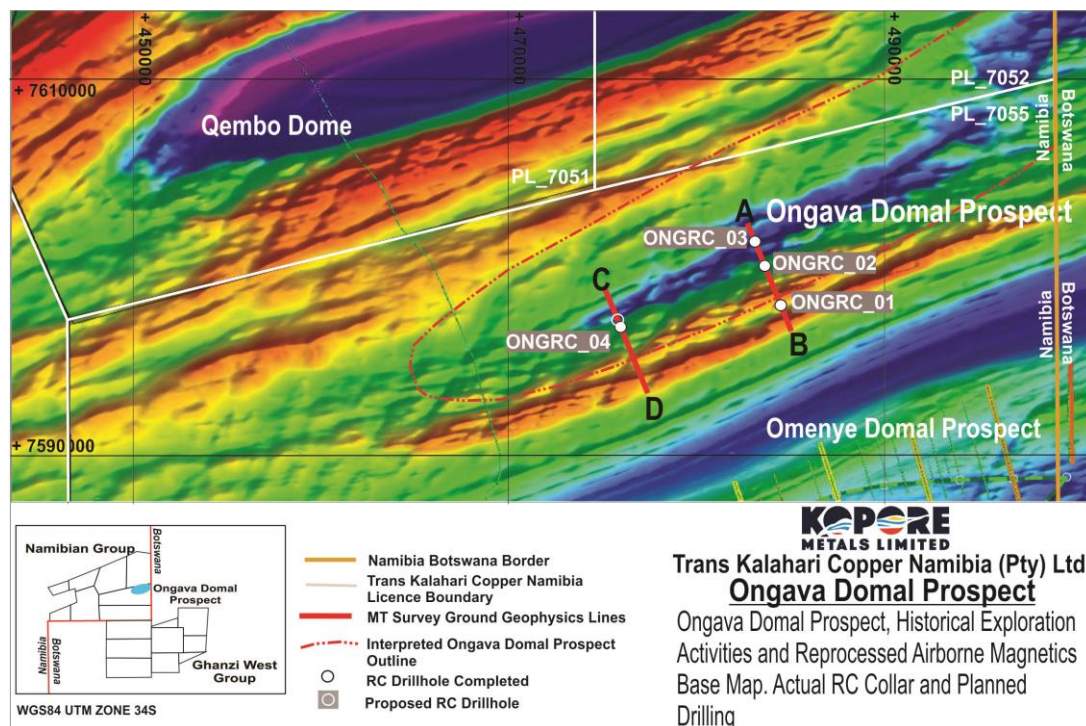 450000
470000
490000
+ 7610000
Qembo Dome
PL_7052
PL_7055
Namibia
Botswana
PL_7051
A
Ongava Domal Prospect
ONGRC_03
ONGRC_02
ONGRC_01
C
B
ONGRC_04
D
Namibia
Botswana
Omenye Domal Prospect
+ 7590000
Namibian Group
Botswana
Ongava Domal
Prospect
Namibia
Botswana
Ghanzi West
Group
WGS84 UTM ZONE 34S
Namibia Botswana Border
Trans Kalahari Copper Namibia
Licence Boundary
MT Survey Ground Geophysics Lines
Interpreted Ongava Domal Prospect
Outline
RC Drillhole Completed
Proposed RC Drillhole
KOPORE
METALS LIMITED
Trans Kalahari Copper Namibia (Pty) Ltd
Ongava Domal Prospect
Ongava Domal Prospect, Historical Exploration
Activities and Reprocessed Airborne Magnetics
Base Map. Actual RC Collar and Planned
Drilling